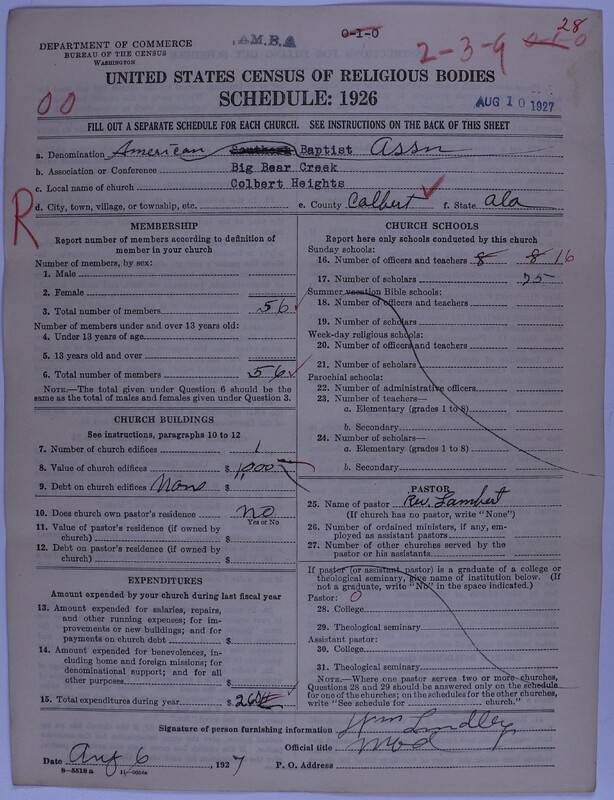 28
A.M.B.A
0-1-0
2-3-9 0-1-0
DEPARTMENT OF COMMERCE
BUREAU OF THE CENSUS
WASHINGTON
UNITED STATES CENSUS OF RELIGIOUS BODIES
SCHEDULE: 1926
00
AUG 10 1927
FILL OUT A SEPARATE SCHEDULE FOR EACH CHURCH. SEE INSTRUCTIONS ON THE BACK OF THIS SHEET
a. Denomination American Southern Baptist Assn
b. Association or Conference Big Bear Creek
c. Local name of church Colbert Heights
d. City, town, village, or township, etc. e. County Colbert f. State Ala
R
MEMBERSHIP
Report number of members according to definition of
member in your church
Number of members, by sex:
1. Male
2. Female
3. Total number of members 56
Number of members under and over 13 years old:
4. Under 13 years of age
5. 13 years old and over
6. Total number of members 56
NOTE.—The total given under Question 6 should be the
same as the total of males and females given under Question 3.
CHURCH BUILDINGS
See instructions, paragraphs 10 to 12
7. Number of church edifices 1
8. Value of church edifices $ 1,000
9. Debt on church edifices None $
10. Does church own pastor's residence No
Yes or No
11. Value of pastor's residence (if owned by
church) $
12. Debt on pastor's residence (if owned by
church) $
EXPENDITURES
Amount expended by your church during last fiscal year
13. Amount expended for salaries, repairs,
and other running expenses; for im-
provements or new buildings; and for
payments on church debt $
14. Amount expended for benevolences, in-
cluding home and foreign missions; for
denominational support; and for all
other purposes $
15. Total expenditures during year $
CHURCH SCHOOLS
Report here only schools conducted by this church
Sunday schools:
16. Number of officers and teachers 8 8 16
17. Number of scholars 75
Summer vacation Bible schools:
18. Number of officers and teachers
19. Number of scholars
Week-day religious schools:
20. Number of officers and teachers
21. Number of scholars
Parochial schools:
22. Number of administrative officers
23. Number of teachers—
a. Elementary (grades 1 to 8)
b. Secondary
24. Number of scholars—
a. Elementary (grades 1 to 8)
b. Secondary
PASTOR
25. Name of pastor Rev. Lambert
(If church has no pastor, write "None")
26. Number of ordained ministers, if any, em-
ployed as assistant pastors
27. Number of other churches served by the
pastor or his assistants
If pastor (or assistant pastor) is a graduate of a college or
theological seminary, give name of institution below. (If
not a graduate, write "No" in the space indicated.)
Pastor: 0
28. College
29. Theological seminary
Assistant pastor:
30. College
31. Theological seminary
NOTE.—Where one pastor serves two or more churches,
Questions 28 and 29 should be answered only on the schedule
for one of the churches; on the schedules for the other churches,
write "See schedule for church."
Signature of person furnishing information Wm Lindley
Official title Mod
Date Aug 6, 1927 P. O. Address
8—5518a